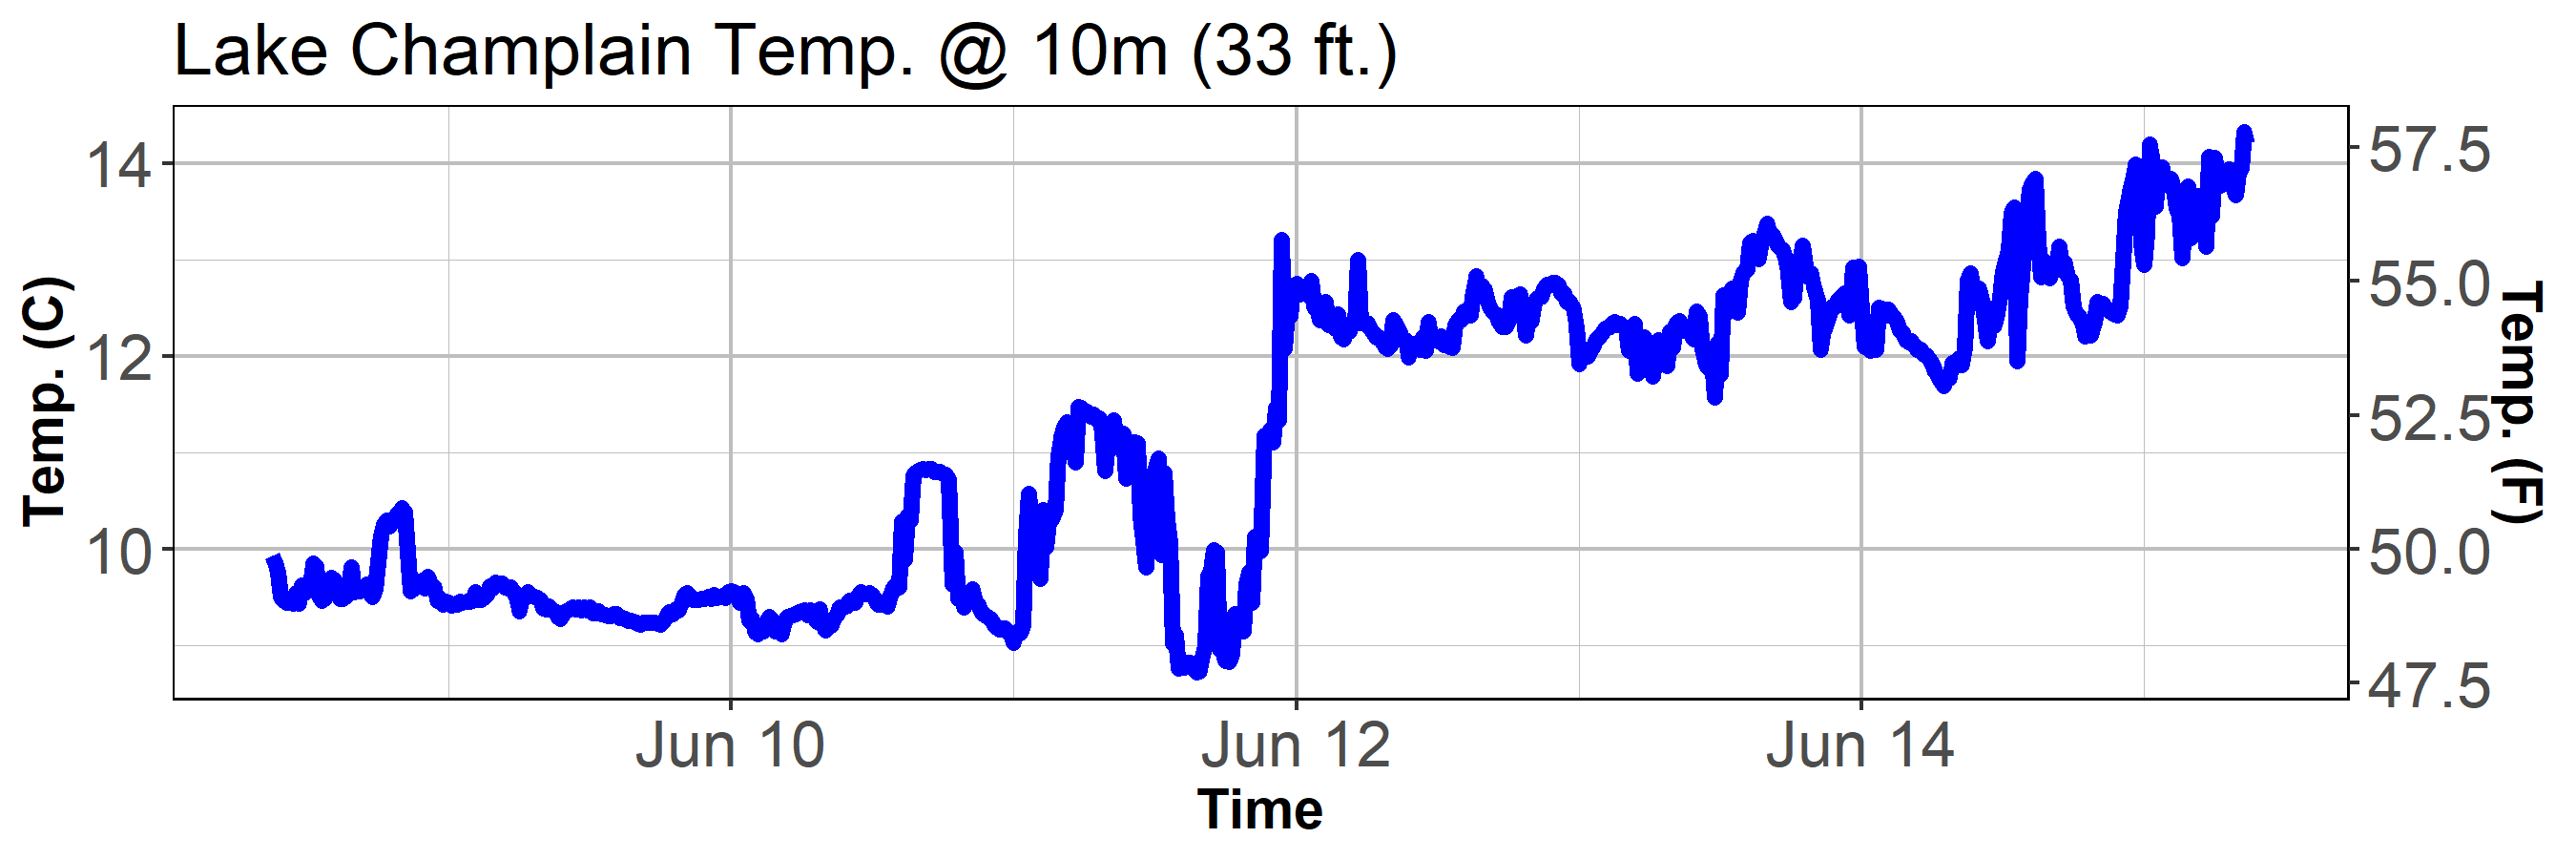 Lake Champlain Temp. @ 10m (33 ft.)
Temp. (C)
14
12
10
57.5
55.0
52.5
50.0
47.5
Temp. (F)
Jun 10
Jun 12
Jun 14
Time